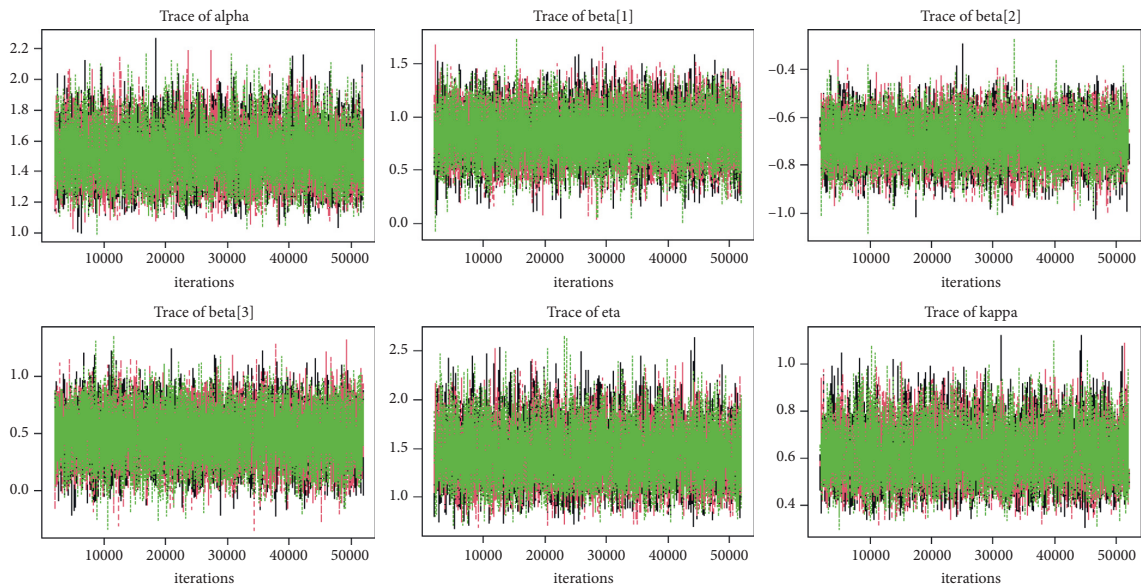 Trace of alpha
2.2
2.0
1.8
1.6
1.4
1.2
1.0
10000 20000 30000 40000 50000
iterations
Trace of beta[1]
1.5
1.0
0.5
0.0
10000 20000 30000 40000 50000
iterations
Trace of beta[2]
−0.4
−0.6
−0.8
−1.0
10000 20000 30000 40000 50000
iterations
Trace of beta[3]
1.0
0.5
0.0
10000 20000 30000 40000 50000
iterations
Trace of eta
2.5
2.0
1.5
1.0
10000 20000 30000 40000 50000
iterations
Trace of kappa
1.0
0.8
0.6
0.4
10000 20000 30000 40000 50000
iterations